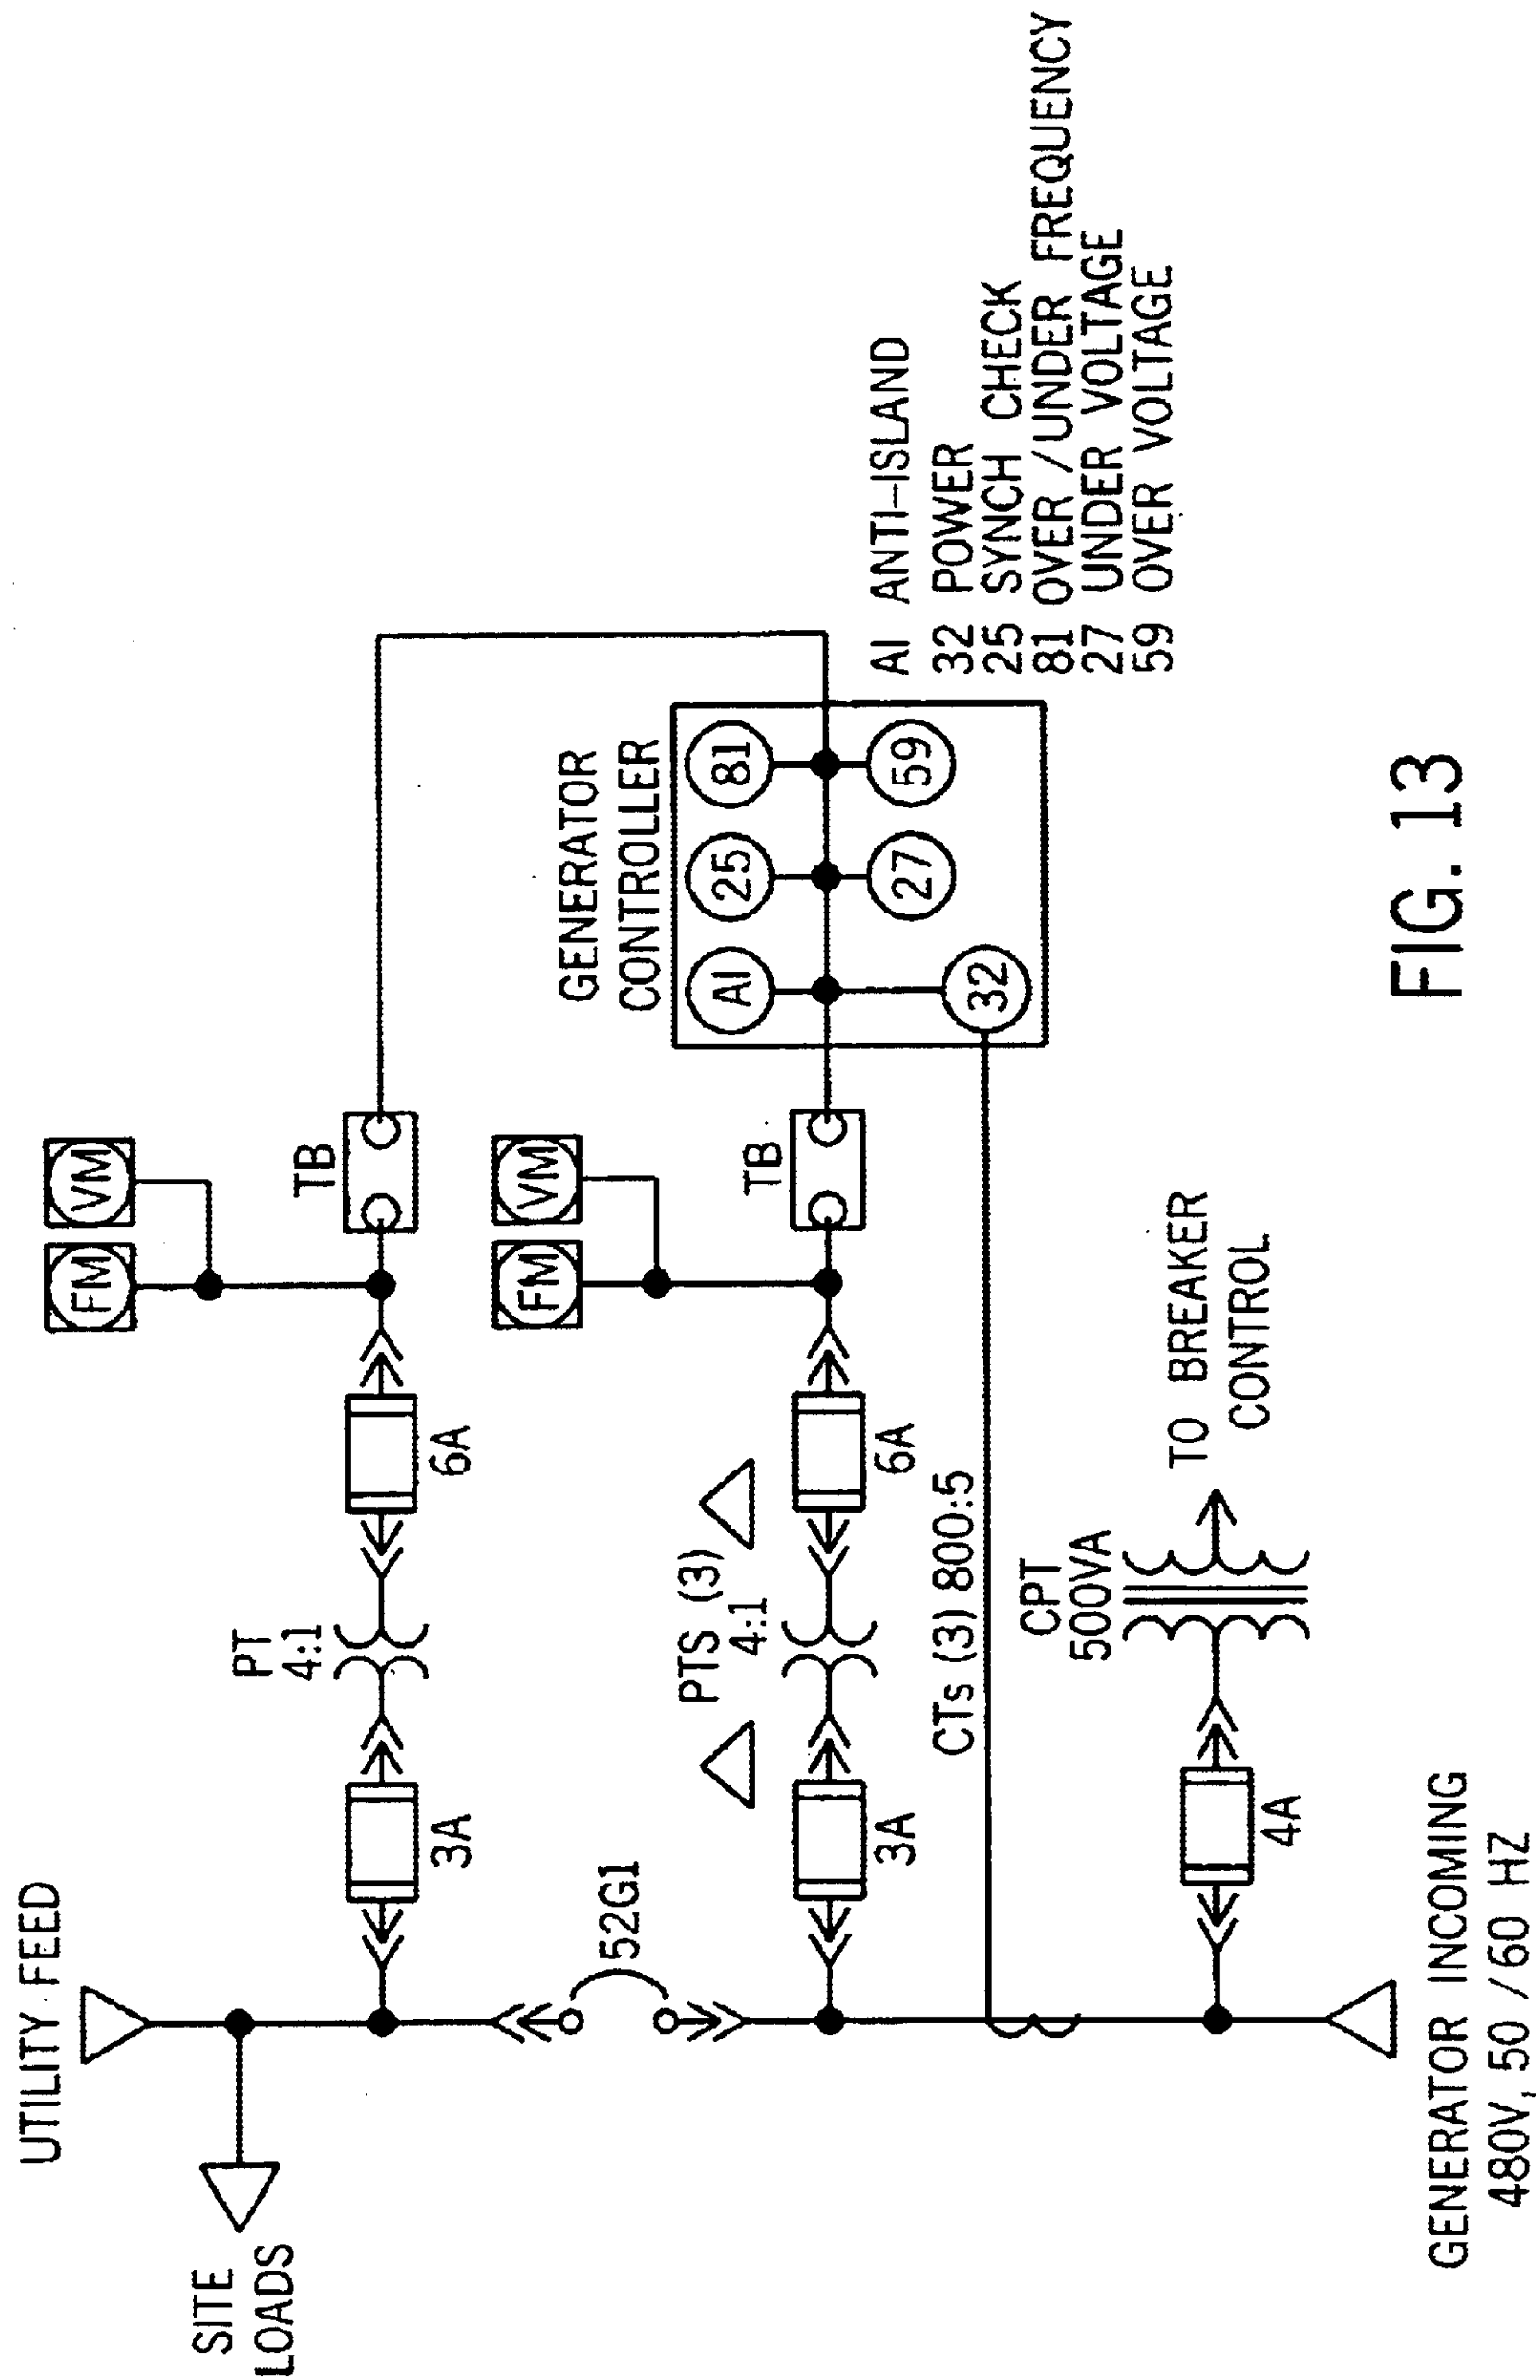 UTILITY FEED
SITE
LOADS
3A
PT
4:1
6A
FM
VM
TB
52G1
3A
PTS (3)
4:1
6A
FM
VM
TB
GENERATOR
CONTROLLER
AI
25
81
27
59
32
CTs (3) 800:5
CPT
500VA
4A
TO BREAKER
CONTROL
GENERATOR INCOMING
480V, 50/60 HZ
AI ANTI-ISLAND
32 POWER
25 SYNCH CHECK
81 OVER/UNDER FREQUENCY
27 UNDER VOLTAGE
59 OVER VOLTAGE
FIG. 13